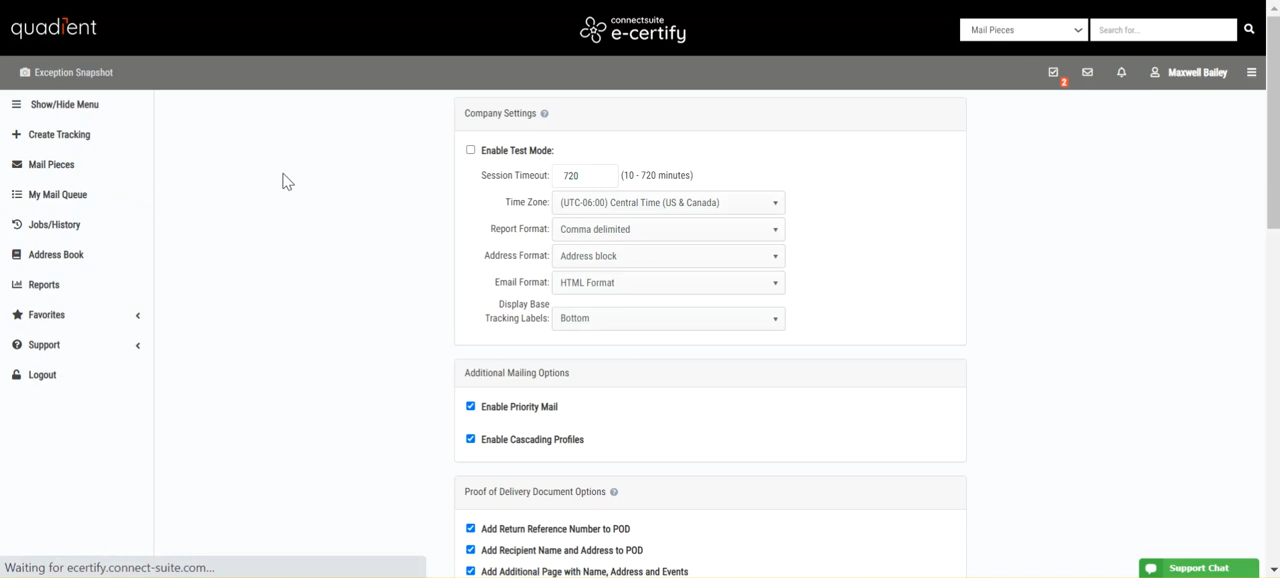 quadient
connectsuite
e-certify
Mail Pieces
Search for...
Exception Snapshot
2
Maxwell Bailey
Show/Hide Menu
Create Tracking
Mail Pieces
My Mail Queue
Jobs/History
Address Book
Reports
Favorites
Support
Logout
Company Settings
Enable Test Mode:
Session Timeout: 720 (10 - 720 minutes)
Time Zone: (UTC-06:00) Central Time (US & Canada)
Report Format: Comma delimited
Address Format: Address block
Email Format: HTML Format
Display Base
Tracking Labels: Bottom
Additional Mailing Options
Enable Priority Mail
Enable Cascading Profiles
Proof of Delivery Document Options
Add Return Reference Number to POD
Add Recipient Name and Address to POD
Add Additional Page with Name, Address and Events
Waiting for ecertify.connect-suite.com...
Support Chat